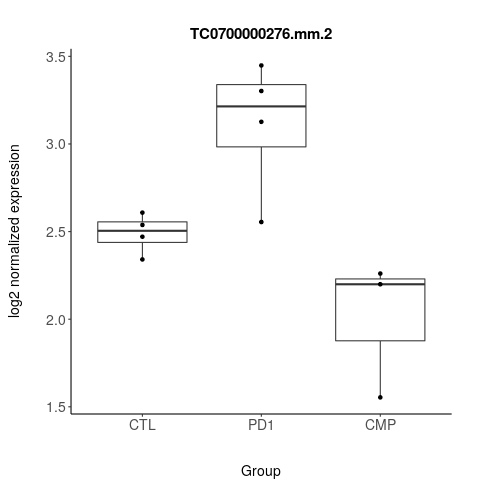 TC0700000276.mm.2
log2 normalized expression
3.5
3.0
2.5
2.0
1.5
CTL PD1 CMP
Group